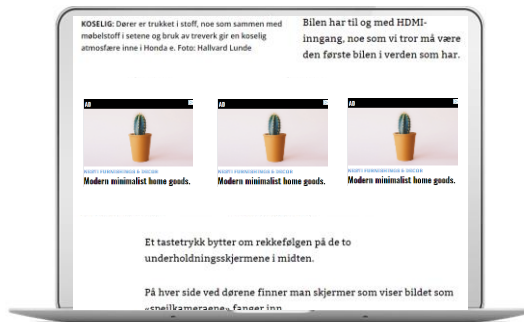 KOSELIG: Dører er trukket i stoff, noe som sammen med
møbelstoff i setene og bruk av treverk gir en koselig
atmosfære inne i Honda e. Foto: Hallvard Lunde
Bilen har til og med HDMI-
inngang, noe som vi tror må være
den første bilen i verden som har.
AD
Modern minimalist home goods.
AD
Modern minimalist home goods.
AD
Modern minimalist home goods.
Et tastetrykk bytter om rekkefølgen på de to
underholdningsskjermene i midten.
På hver side ved dørene finner man skjermer som viser bildet som
«speilkameraene» fanger inn